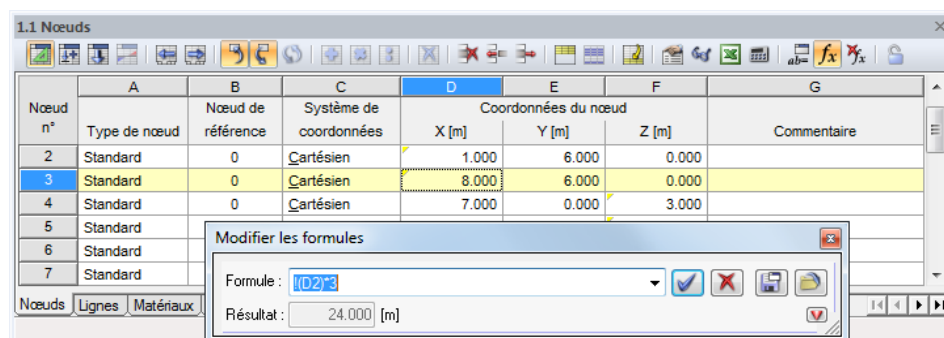 1.1 Nœuds
A B C D E F G
Nœud Nœud de Système de Coordonnées du nœud
n° Type de nœud référence coordonnées X [m] Y [m] Z [m] Commentaire
2 Standard 0 Cartésien 1.000 6.000 0.000
3 Standard 0 Cartésien 8.000 6.000 0.000
4 Standard 0 Cartésien 7.000 0.000 3.000
5 Standard
6 Standard
7 Standard
Modifier les formules
Formule : !(D2)*3
Résultat : 24.000 [m]
Nœuds Lignes Matériaux